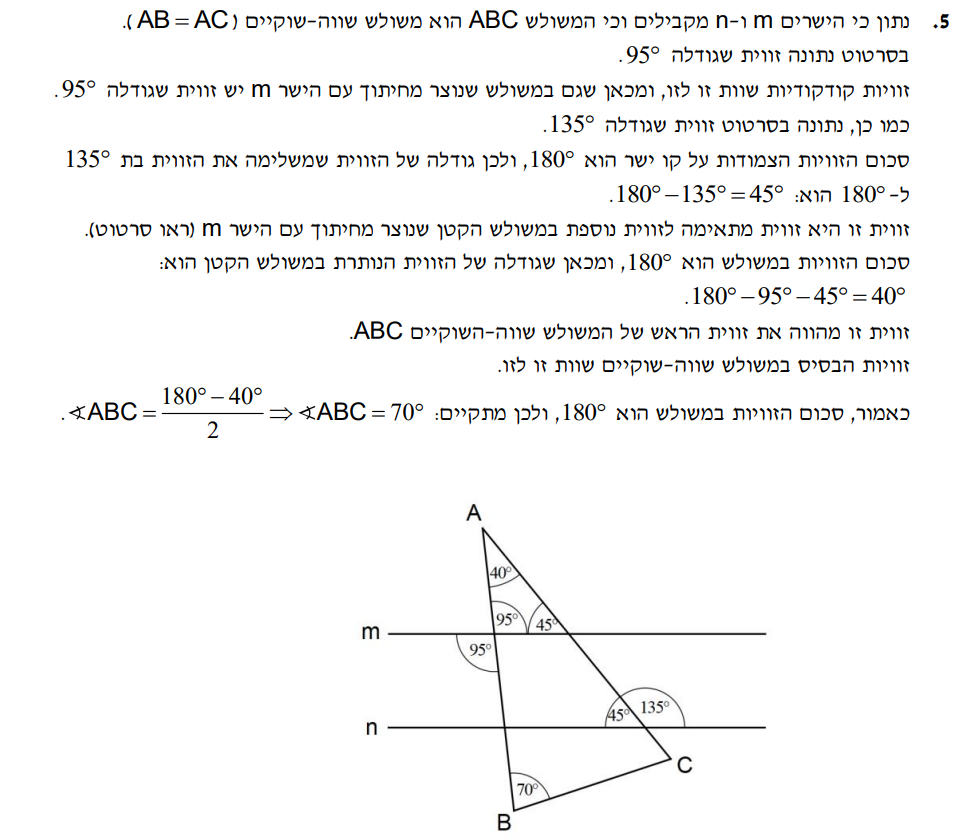 5. נתון כי הישרים m ו-n מקבילים וכי המשולש ABC הוא משולש שווה-שוקיים (AB = AC).
בסרטוט נתונה זווית שגודלה 95°.
זוויות קודקודיות שוות זו לזו, ומכאן שגם במשולש שנוצר מחיתוך עם הישר m יש זווית שגודלה 95°.
כמו כן, נתונה בסרטוט זווית שגודלה 135°.
סכום הזוויות הצמודות על קו ישר הוא 180°, ולכן גודלה של הזווית שמשלימה את הזווית בת 135°
ל- 180° הוא: 180° – 135° = 45°.
זווית זו היא זווית מתאימה לזווית נוספת במשולש הקטן שנוצר מחיתוך עם הישר m (ראו סרטוט).
סכום הזוויות במשולש הוא 180°, ומכאן שגודלה של הזווית הנותרת במשולש הקטן הוא:
180° – 95° – 45° = 40°.
זווית זו מהווה את זווית הראש של המשולש שווה-השוקיים ABC.
זוויות הבסיס במשולש שווה-שוקיים שוות זו לזו.
כאמור, סכום הזוויות במשולש הוא 180°, ולכן מתקיים: ∢ABC = (180° – 40°)/2 ⇒ ∢ABC = 70°.
A
40°
95° 45°
m
95°
45° 135°
n
C
70°
B